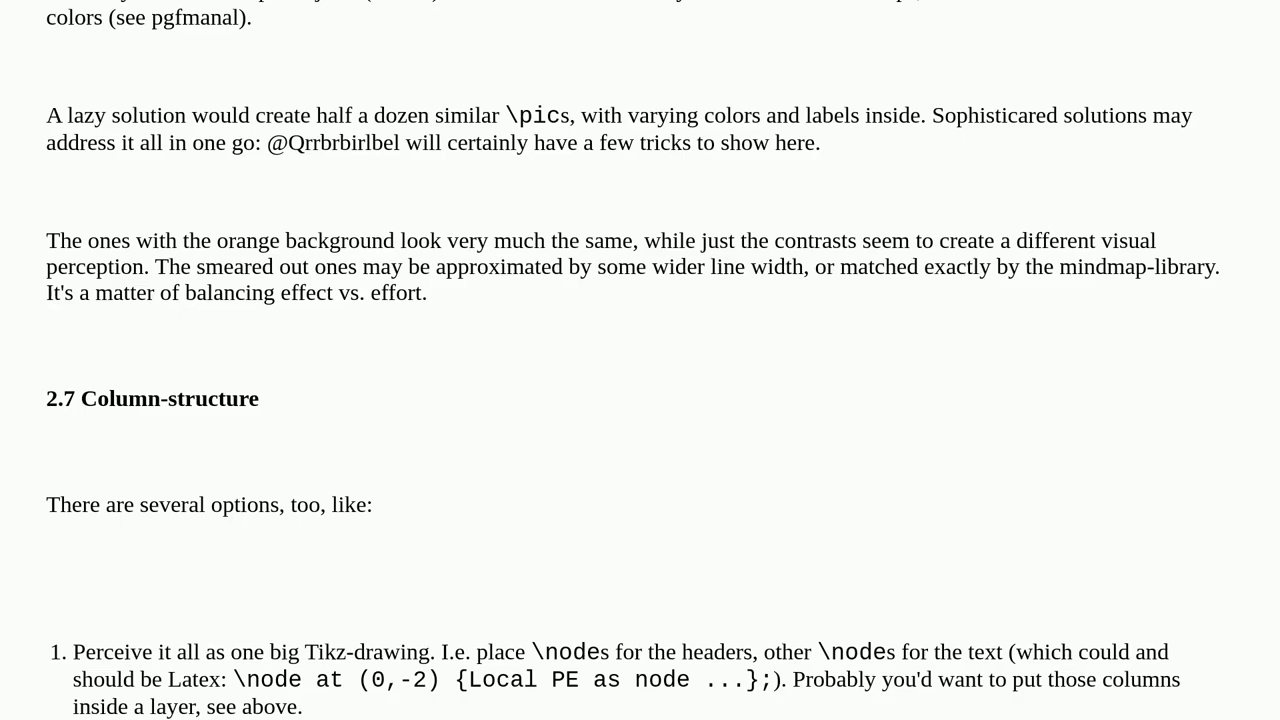 colors (see pgfmanal).
A lazy solution would create half a dozen similar \pics, with varying colors and labels inside. Sophisticared solutions may
address it all in one go: @Qrrbrbirlbel will certainly have a few tricks to show here.
The ones with the orange background look very much the same, while just the contrasts seem to create a different visual
perception. The smeared out ones may be approximated by some wider line width, or matched exactly by the mindmap-library.
It's a matter of balancing effect vs. effort.
2.7 Column-structure
There are several options, too, like:
1. Perceive it all as one big Tikz-drawing. I.e. place \nodes for the headers, other \nodes for the text (which could and
should be Latex: \node at (0,-2) {Local PE as node ...};). Probably you'd want to put those columns
inside a layer, see above.